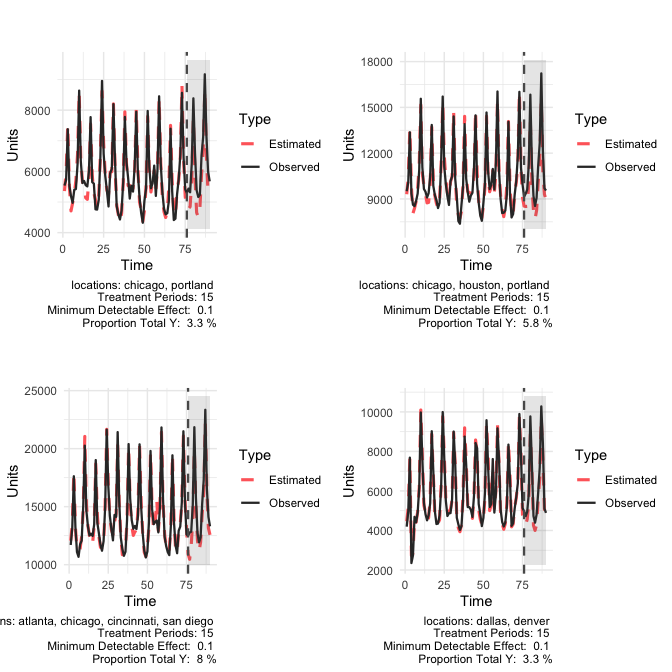 8000
6000
4000
0
25
50
75
Units
Time
Type
Estimated
Observed
locations: chicago, portland
Treatment Periods: 15
Minimum Detectable Effect: 0.1
Proportion Total Y: 3.3 %
18000
15000
12000
9000
0
25
50
75
Units
Time
Type
Estimated
Observed
locations: chicago, houston, portland
Treatment Periods: 15
Minimum Detectable Effect: 0.1
Proportion Total Y: 5.8 %
25000
20000
15000
10000
0
25
50
75
Units
Time
Type
Estimated
Observed
ns: atlanta, chicago, cincinnati, san diego
Treatment Periods: 15
Minimum Detectable Effect: 0.1
Proportion Total Y: 8 %
10000
8000
6000
4000
2000
0
25
50
75
Units
Time
Type
Estimated
Observed
locations: dallas, denver
Treatment Periods: 15
Minimum Detectable Effect: 0.1
Proportion Total Y: 3.3 %